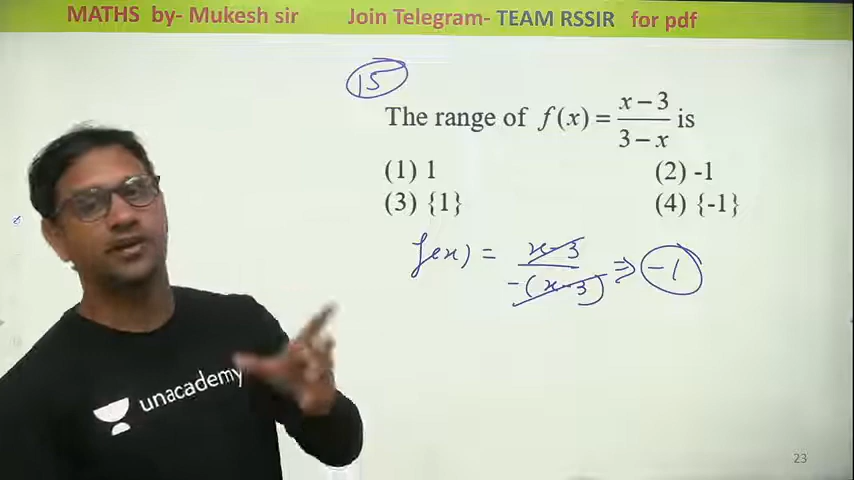 MATHS by- Mukesh sir Join Telegram- TEAM RSSIR for pdf
15
The range of f(x) = x − 3 / 3 − x is
(1) 1 (2) -1
(3) {1} (4) {-1}
f(x) = x-3 / -(x-3) ⇒ -1
unacademy
23